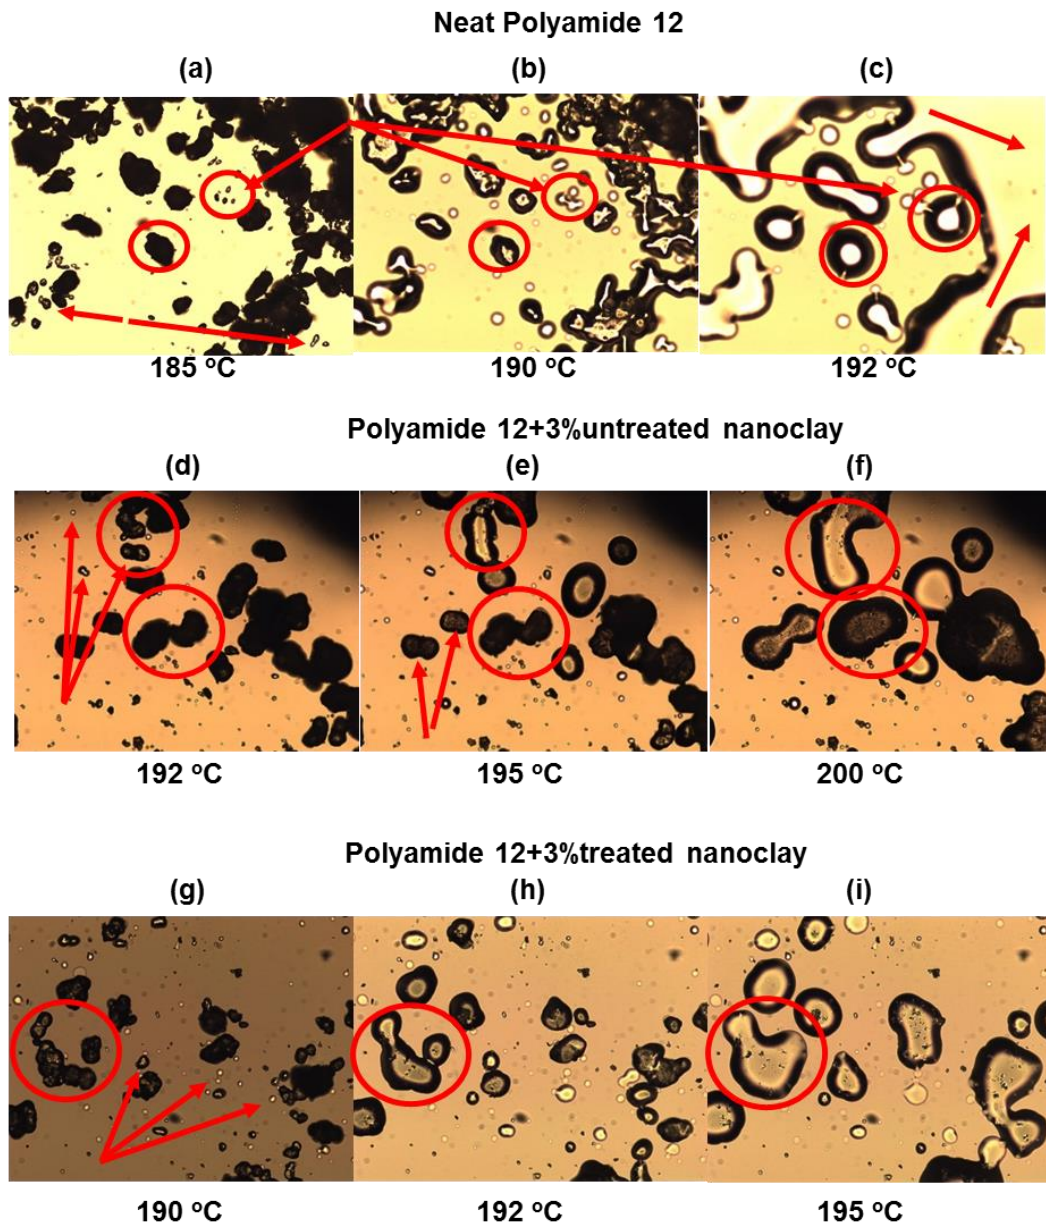 Neat Polyamide 12
(a) (b) (c)
185 °C 190 °C 192 °C
Polyamide 12+3%untreated nanoclay
(d) (e) (f)
192 °C 195 °C 200 °C
Polyamide 12+3%treated nanoclay
(g) (h) (i)
190 °C 192 °C 195 °C